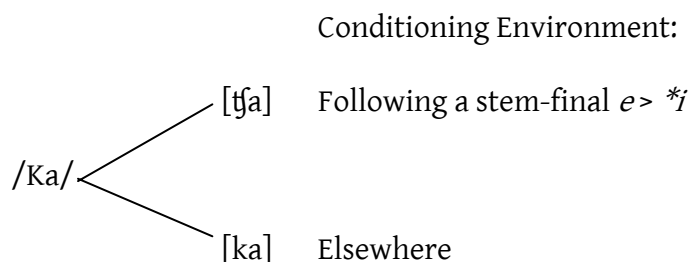 Conditioning Environment:
[ʧa] Following a stem-final e > *i
/Ka/
[ka] Elsewhere